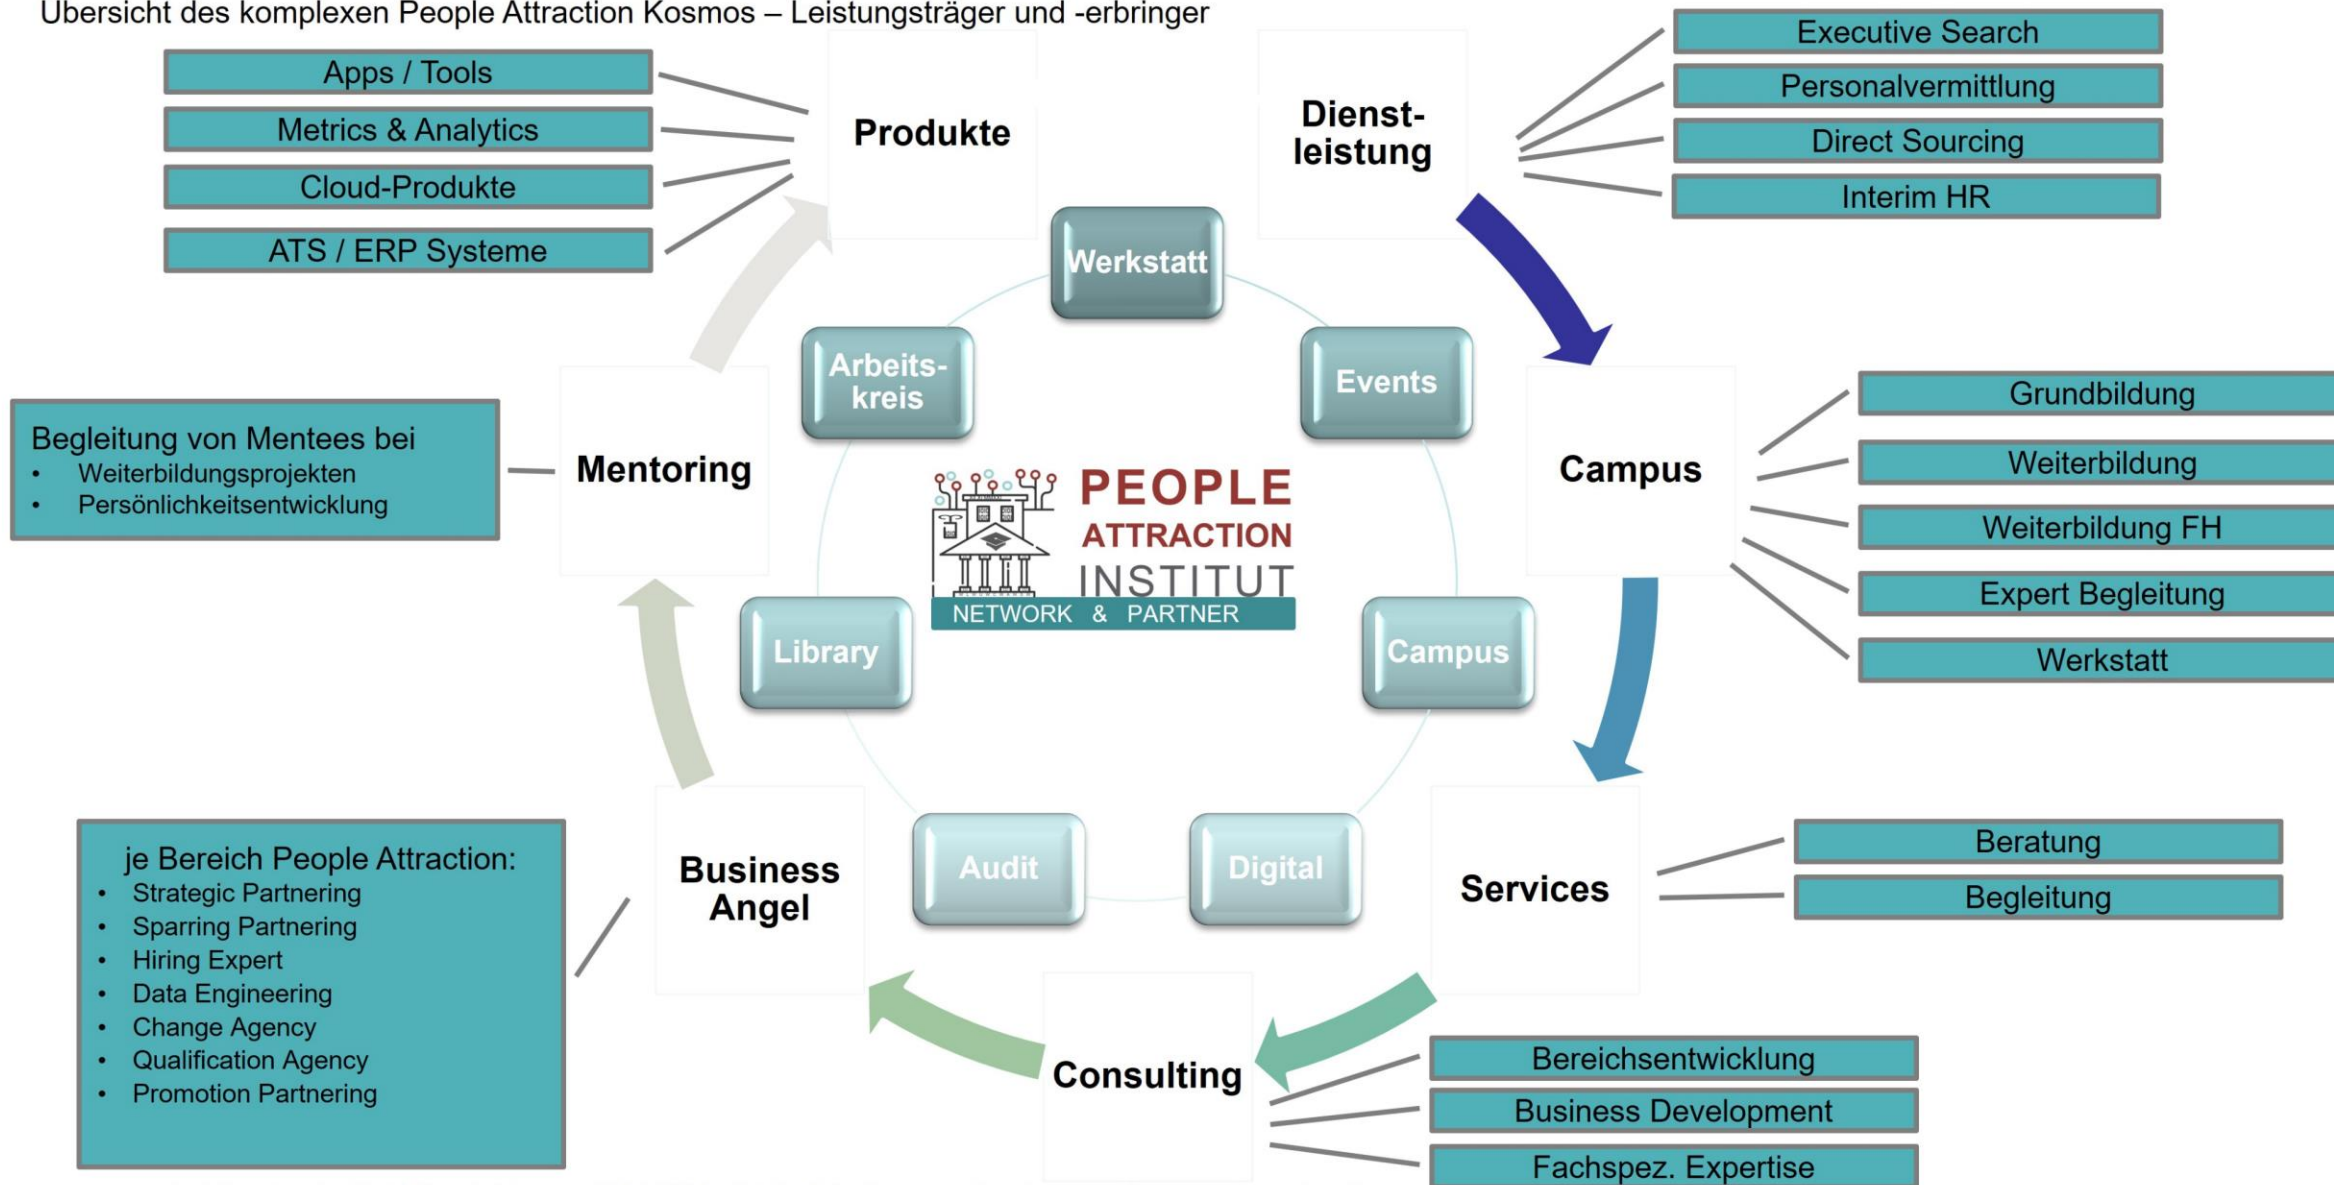 Übersicht des komplexen People Attraction Kosmos – Leistungsträger und -erbringer
Apps / Tools
Metrics & Analytics
Cloud-Produkte
ATS / ERP Systeme
Produkte
Dienst-
leistung
Executive Search
Personalvermittlung
Direct Sourcing
Interim HR
Werkstatt
Arbeits-
kreis
Events
Begleitung von Mentees bei
• Weiterbildungsprojekten
• Persönlichkeitsentwicklung
Mentoring
PEOPLE
ATTRACTION
INSTITUT
NETWORK & PARTNER
Campus
Grundbildung
Weiterbildung
Weiterbildung FH
Expert Begleitung
Werkstatt
Library
Campus
je Bereich People Attraction:
• Strategic Partnering
• Sparring Partnering
• Hiring Expert
• Data Engineering
• Change Agency
• Qualification Agency
• Promotion Partnering
Business
Angel
Audit
Digital
Services
Beratung
Begleitung
Consulting
Bereichsentwicklung
Business Development
Fachspez. Expertise